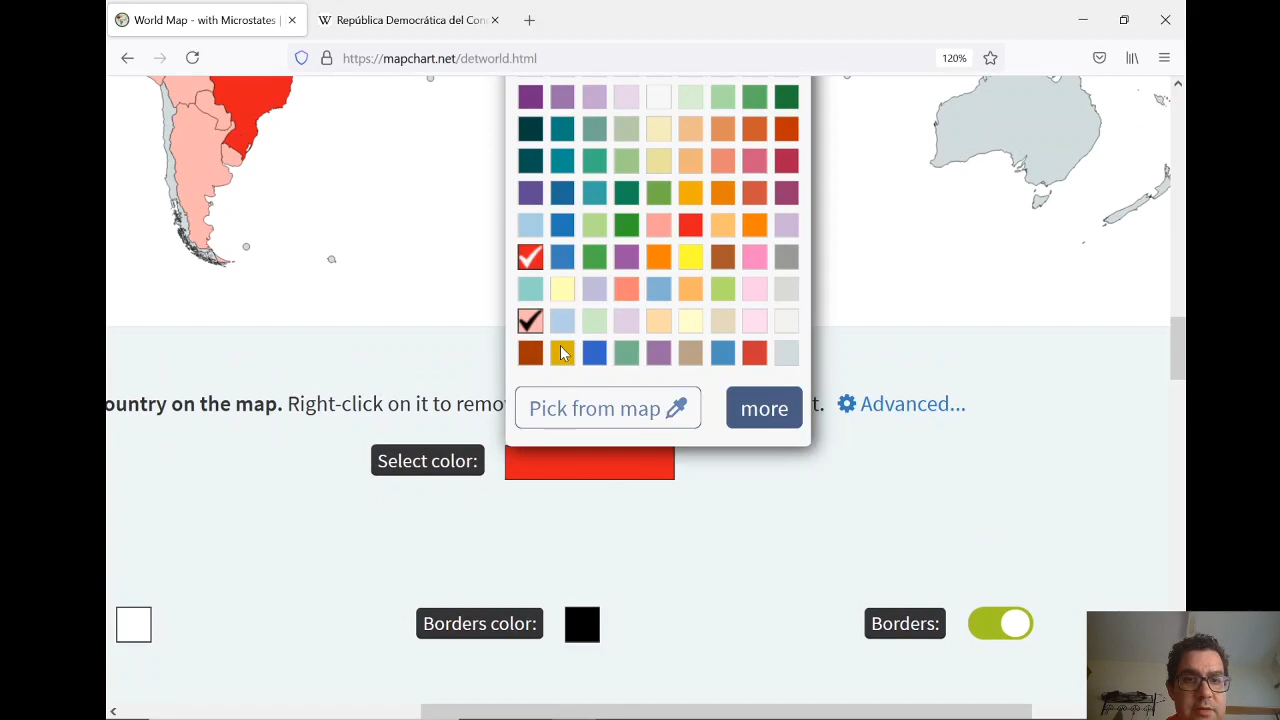 World Map - with Microstates |
República Democrática del Con
https://mapchart.net/detworld.html
120%
ountry on the map. Right-click on it to remo
t.
Advanced...
Pick from map
more
Select color:
Borders color:
Borders: